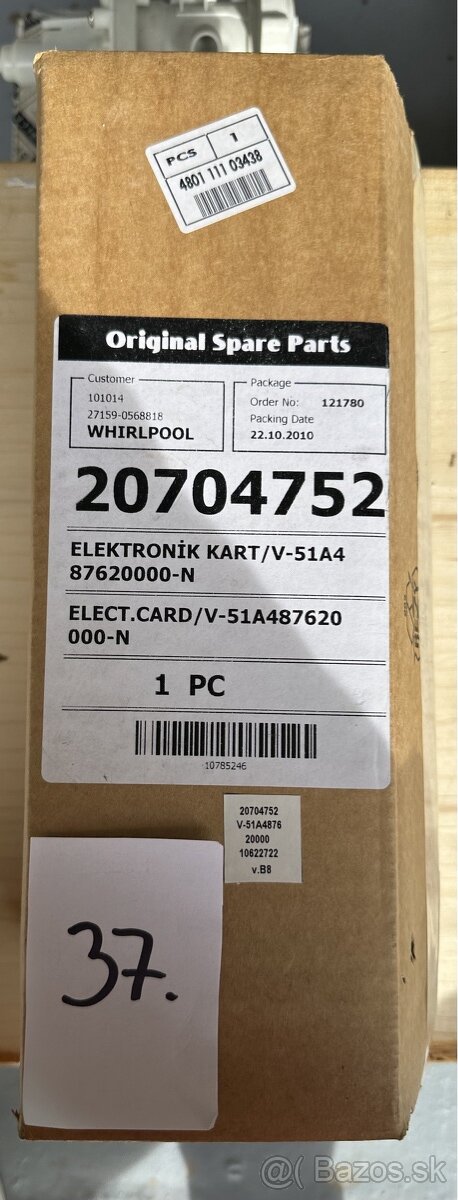 PCS 1
4801 111 03438
Original Spare Parts
Customer
101014
27159-0568818
WHIRLPOOL
Package
Order No: 121780
Packing Date
22.10.2010
20704752
ELEKTRONİK KART/V-51A4
87620000-N
ELECT.CARD/V-51A487620
000-N
1 PC
10785246
20704752
V-51A4876
20000
10622722
v.B8
37.
@( Bazos.sk